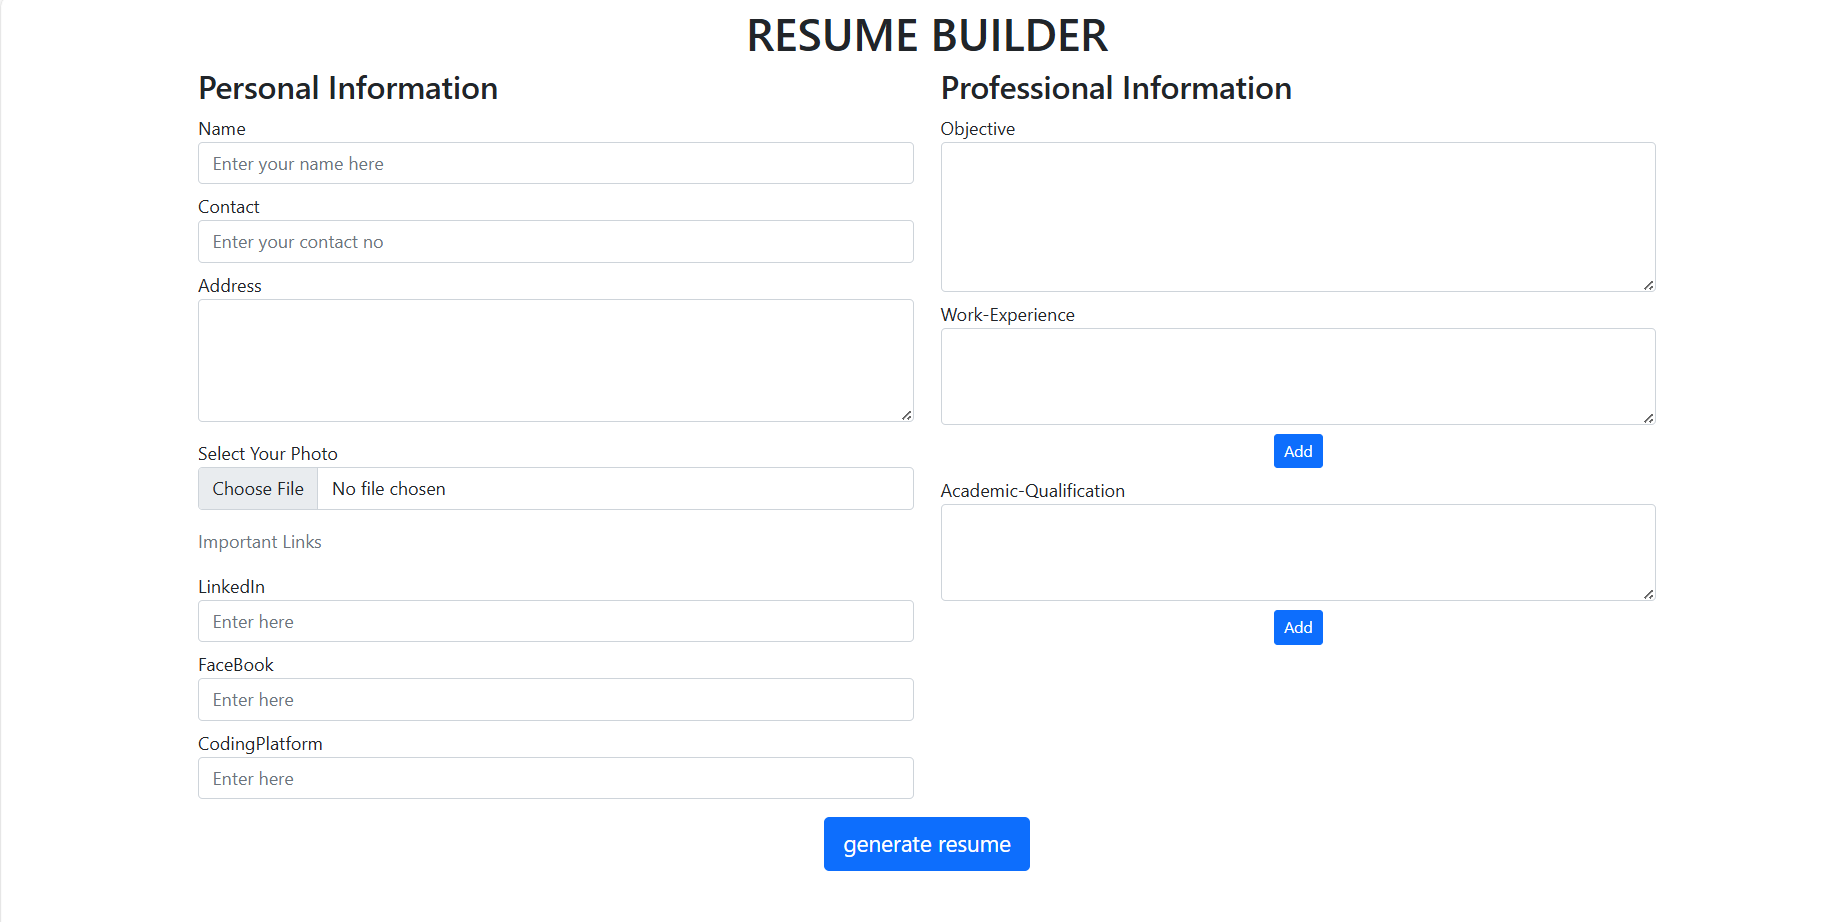 RESUME BUILDER
Personal Information
Name
Enter your name here
Contact
Enter your contact no
Address
Select Your Photo
Choose File No file chosen
Important Links
LinkedIn
Enter here
FaceBook
Enter here
CodingPlatform
Enter here
Professional Information
Objective
Work-Experience
Add
Academic-Qualification
Add
generate resume